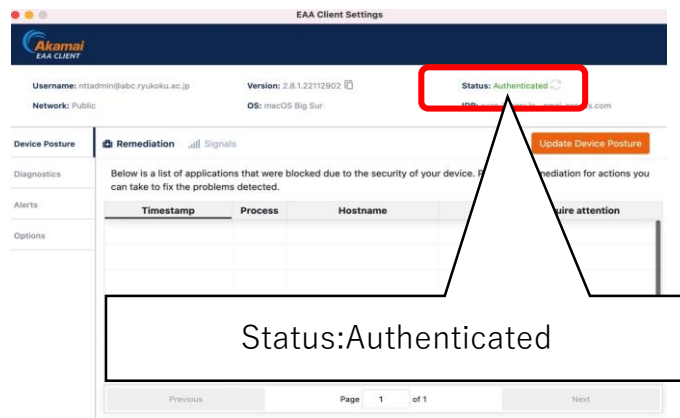 EAA Client Settings
Akamai
EAA CLIENT
Username: nttadmin@abc.ryukoku.ac.jp Version: 2.8.1.22112902 Status: Authenticated
Network: Public OS: macOS Big Sur IDP:
Device Posture Remediation Signals Update Device Posture
Diagnostics
Below is a list of applications that were blocked due to the security of your device. mediation for actions you
can take to fix the problems detected.
Alerts
Timestamp Process Hostname uire attention
Options
Status:Authenticated
Previous Page 1 of 1 Next